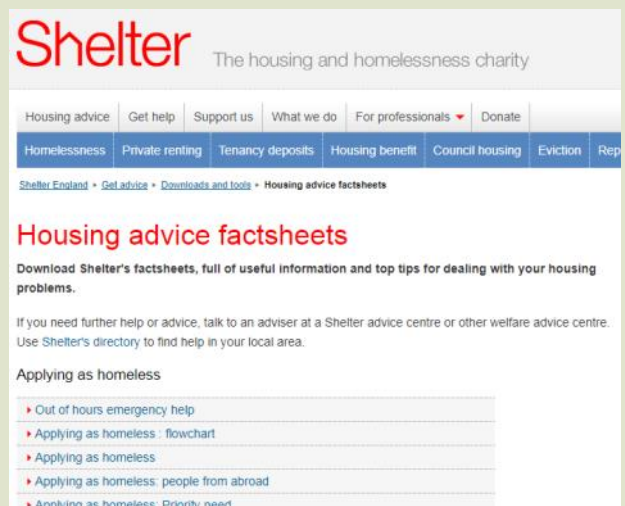 Shelter The housing and homelessness charity
Housing advice Get help Support us What we do For professionals Donate
Homelessness Private renting Tenancy deposits Housing benefit Council housing Eviction Rep
Shelter England Get advice Downloads and tools Housing advice factsheets
Housing advice factsheets
Download Shelter's factsheets, full of useful information and top tips for dealing with your housing
problems.
If you need further help or advice, talk to an adviser at a Shelter advice centre or other welfare advice centre.
Use Shelter's directory to find help in your local area.
Applying as homeless
Out of hours emergency help
Applying as homeless : flowchart
Applying as homeless
Applying as homeless: people from abroad
Applying as homeless: Priority need